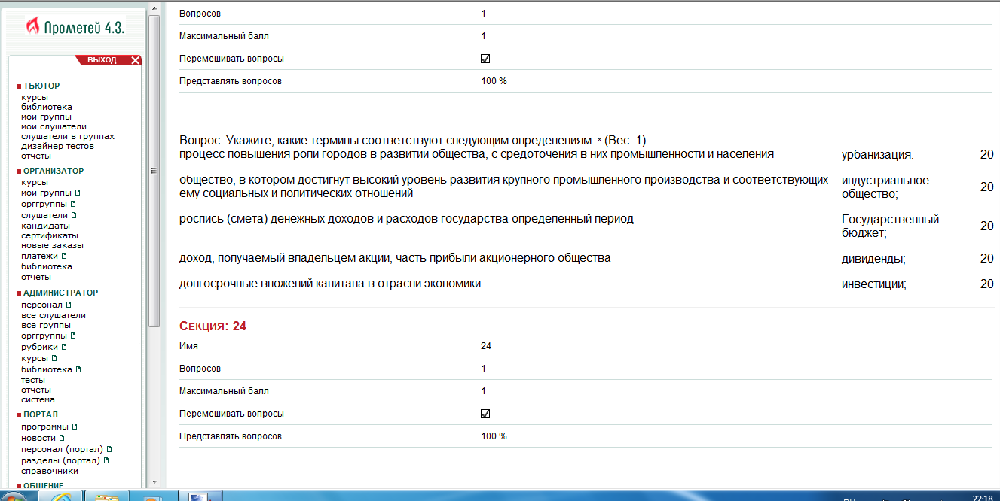 Прометей 4.3.
ВЫХОД
ТЬЮТОР
курсы
библиотека
мои группы
мои слушатели
слушатели в группах
дизайнер тестов
отчеты
ОРГАНИЗАТОР
курсы
мои группы
оргруппы
слушатели
кандидаты
сертификаты
новые заказы
платежи
библиотека
отчеты
АДМИНИСТРАТОР
персонал
все слушатели
все группы
оргруппы
рубрики
курсы
библиотека
тесты
отчеты
система
ПОРТАЛ
программы
новости
персонал (портал)
разделы (портал)
справочники
ОБЩЕНИЕ
Вопросов 1
Максимальный балл 1
Перемешивать вопросы
Представлять вопросов 100 %
Вопрос: Укажите, какие термины соответствуют следующим определениям: * (Вес: 1)
процесс повышения роли городов в развитии общества, с средоточения в них промышленности и населения урбанизация. 20
общество, в котором достигнут высокий уровень развития крупного промышленного производства и соответствующих
ему социальных и политических отношений
индустриальное
общество; 20
роспись (смета) денежных доходов и расходов государства определенный период
Государственный
бюджет; 20
доход, получаемый владельцем акции, часть прибыли акционерного общества дивиденды; 20
долгосрочные вложений капитала в отрасли экономики инвестиции; 20
СЕКЦИЯ: 24
Имя 24
Вопросов 1
Максимальный балл 1
Перемешивать вопросы
Представлять вопросов 100 %
22:18